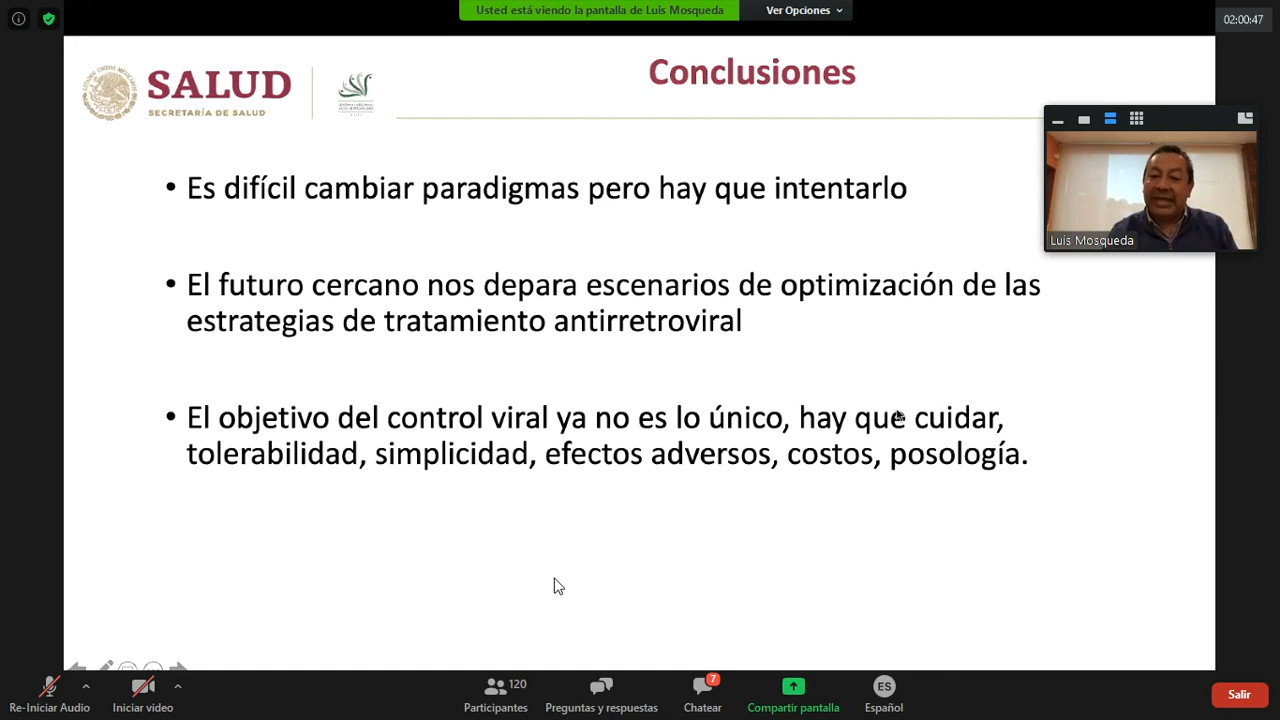 Usted está viendo la pantalla de Luis Mosqueda
Ver Opciones
02:00:47
SALUD
SECRETARÍA DE SALUD
Conclusiones
Luis Mosqueda
• Es difícil cambiar paradigmas pero hay que intentarlo
• El futuro cercano nos depara escenarios de optimización de las
estrategias de tratamiento antirretroviral
• El objetivo del control viral ya no es lo único, hay que cuidar,
tolerabilidad, simplicidad, efectos adversos, costos, posología.
Re-Iniciar Audio
Iniciar video
120
Participantes
Preguntas y respuestas
7
Chatear
Compartir pantalla
ES
Español
Salir